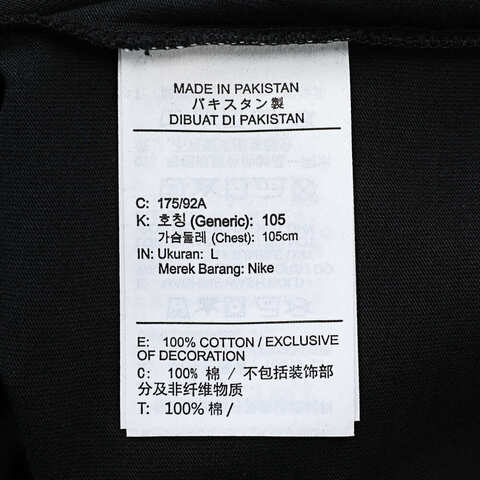 MADE IN PAKISTAN
パキスタン製
DIBUAT DI PAKISTAN
C: 175/92A
K: 호칭 (Generic): 105
가슴둘레 (Chest): 105cm
IN: Ukuran: L
Merek Barang: Nike
E: 100% COTTON / EXCLUSIVE
OF DECORATION
C: 100% 棉 / 不包括装饰部
分及非纤维物质
T: 100% 棉 /